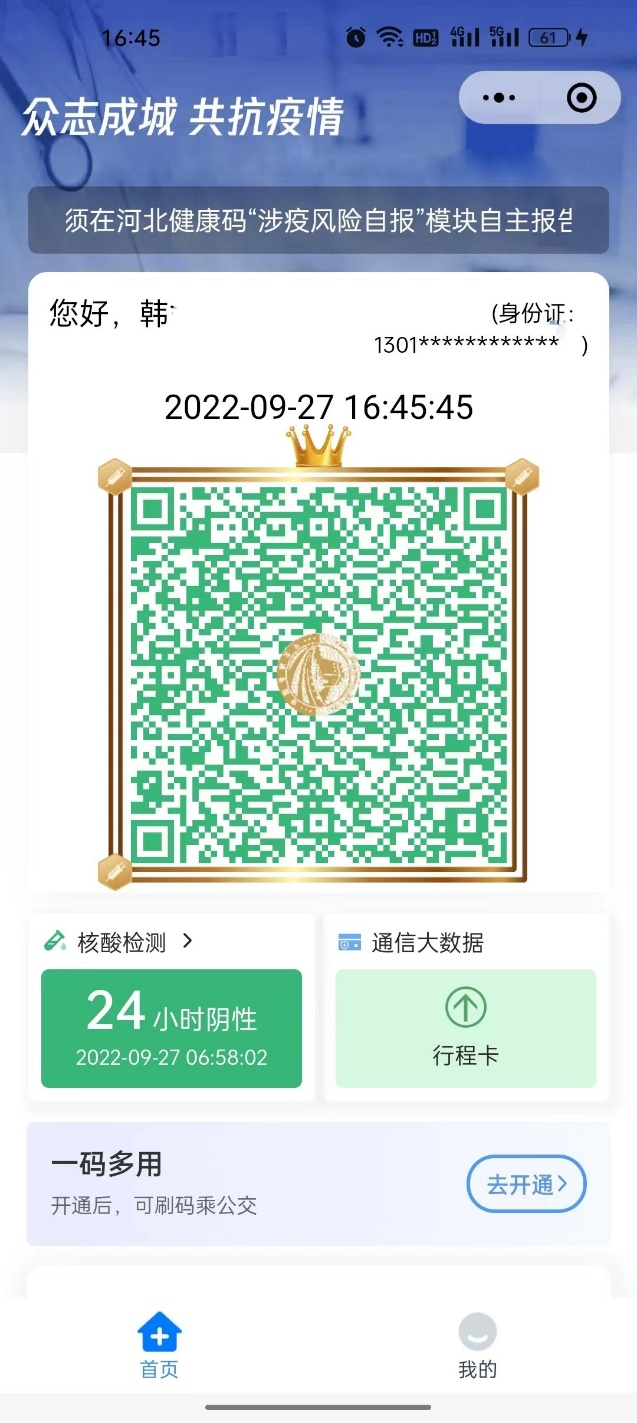 16:45
HD 4G 5G 61
众志成城 共抗疫情
须在河北健康码“涉疫风险自报”模块自主报告
您好，韩
(身份证：
1301************ )
2022-09-27 16:45:45
核酸检测 >
通信大数据
24小时阴性
2022-09-27 06:58:02
行程卡
一码多用
开通后，可刷码乘公交
去开通>
首页
我的